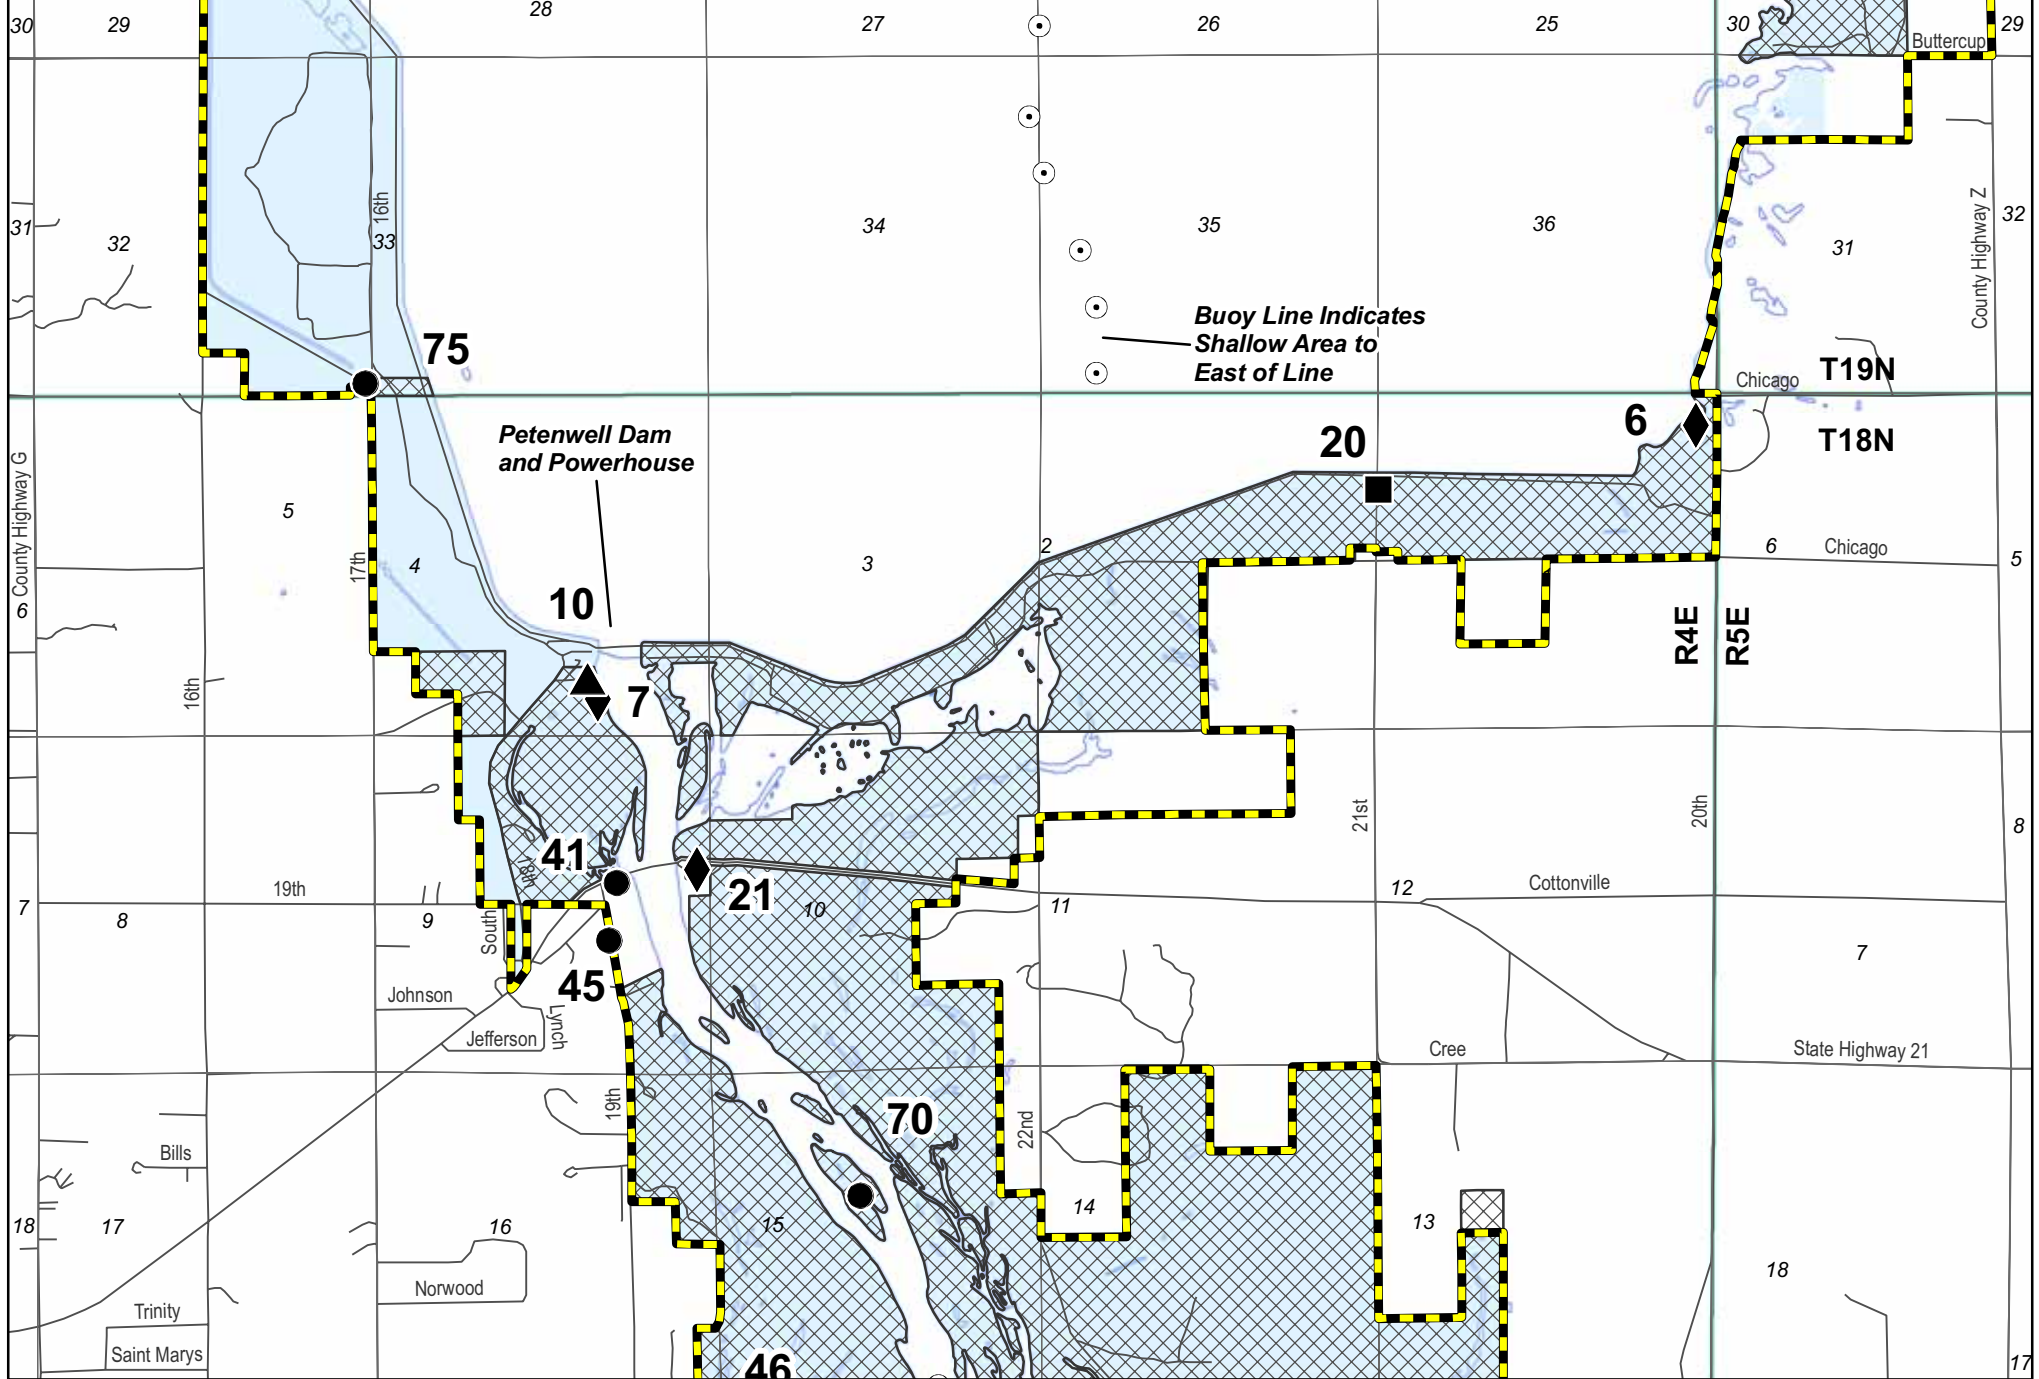 30
29
28
27
26
25
30
29
Buttercup
16th
33
31
32
34
35
36
31
32
County Highway Z
75
Buoy Line Indicates
Shallow Area to
East of Line
Chicago
T19N
T18N
6
20
Petenwell Dam
and Powerhouse
County Highway G
5
17th
4
3
2
6
Chicago
5
6
10
R4E
R5E
16th
7
21st
20th
8
41
18th
21
19th
7
8
9
South
10
11
12
Cottonville
7
45
Johnson
Jefferson
Lynch
Cree
State Highway 21
19th
70
22nd
Bills
18
17
16
15
14
13
18
Norwood
Trinity
Saint Marys
46
17